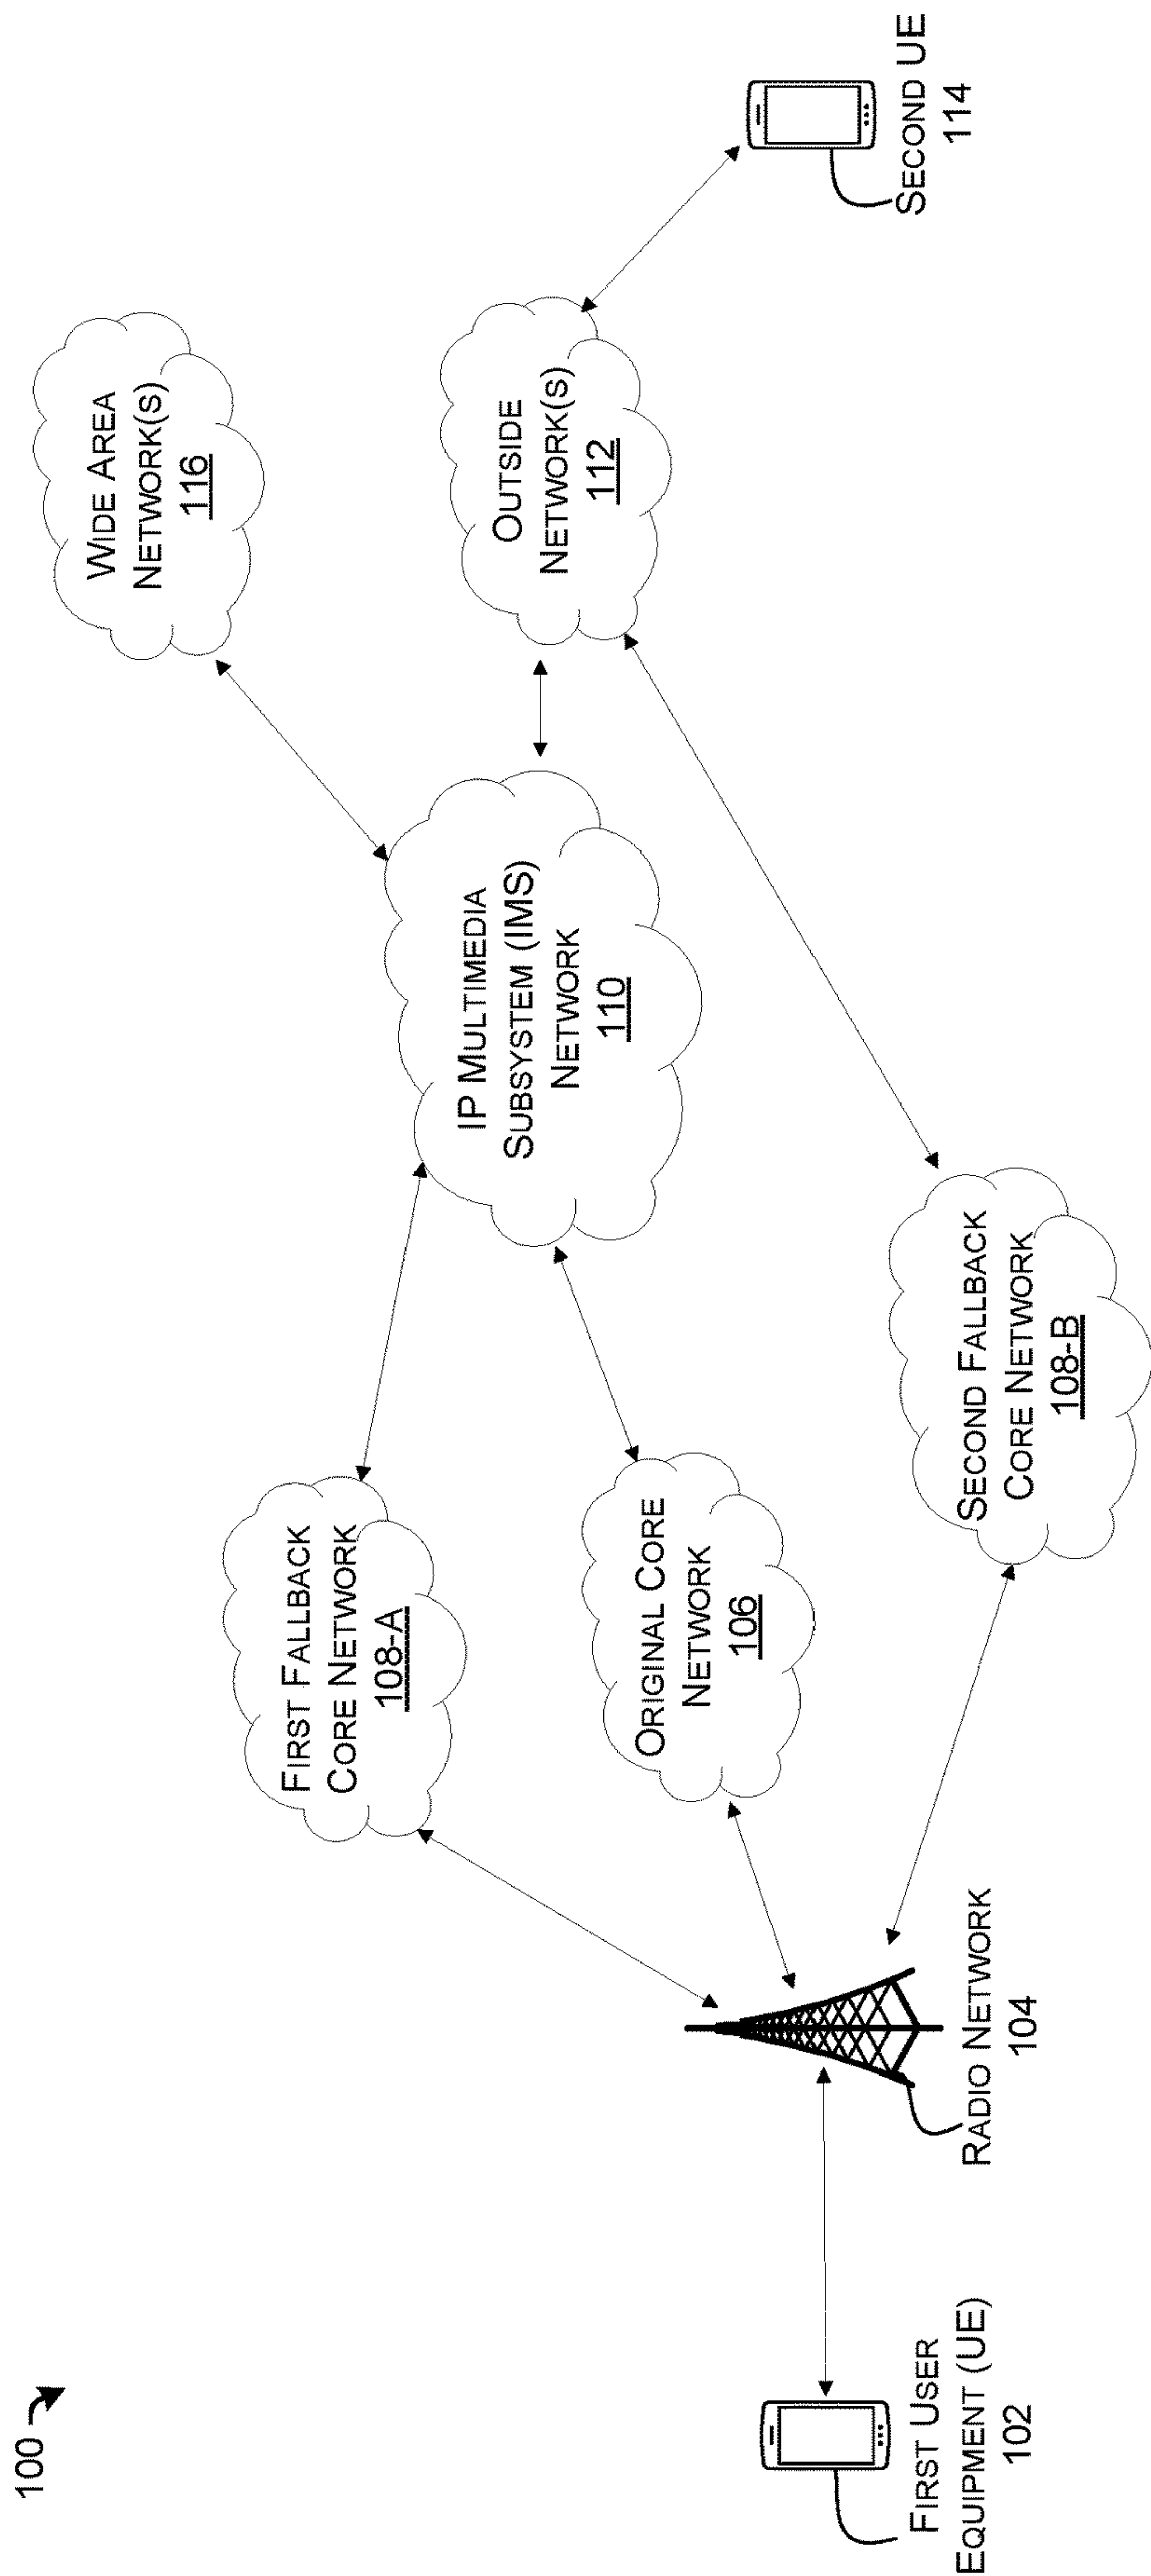 100
WIDE AREA
NETWORK(S)
116
FIRST FALLBACK
CORE NETWORK
108-A
IP MULTIMEDIA
SUBSYSTEM (IMS)
NETWORK
110
OUTSIDE
NETWORK(S)
112
ORIGINAL CORE
NETWORK
106
SECOND UE
114
FIRST USER
EQUIPMENT (UE)
102
RADIO NETWORK
104
SECOND FALLBACK
CORE NETWORK
108-B